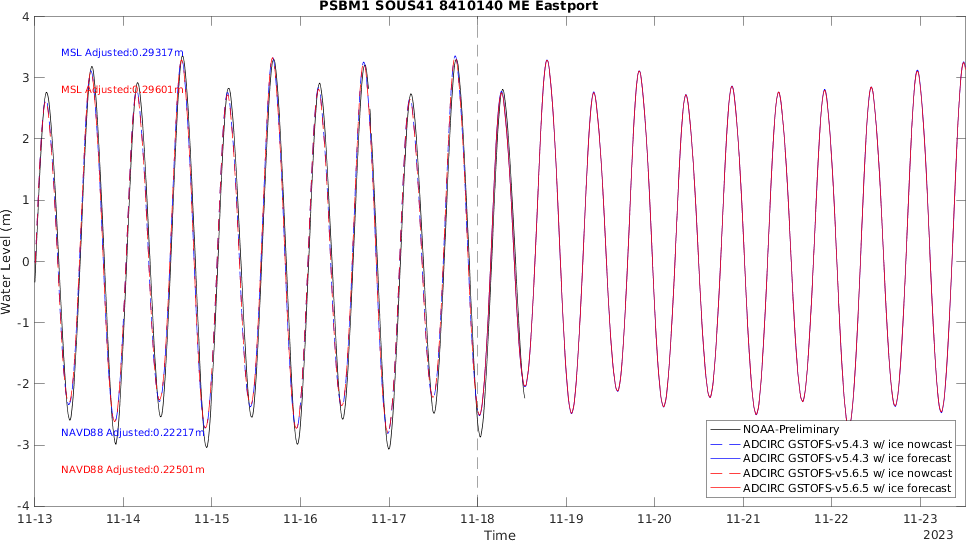 PSBM1 SOUS41 8410140 ME Eastport
4
3
2
1
0
-1
-2
-3
-4
Water Level (m)
MSL Adjusted:0.29317m
MSL Adjusted:0.29601m
NAVD88 Adjusted:0.22217m
NAVD88 Adjusted:0.22501m
NOAA-Preliminary
ADCIRC GSTOFS-v5.4.3 w/ ice nowcast
ADCIRC GSTOFS-v5.4.3 w/ ice forecast
ADCIRC GSTOFS-v5.6.5 w/ ice nowcast
ADCIRC GSTOFS-v5.6.5 w/ ice forecast
11-13 11-14 11-15 11-16 11-17 11-18 11-19 11-20 11-21 11-22 11-23
Time
2023